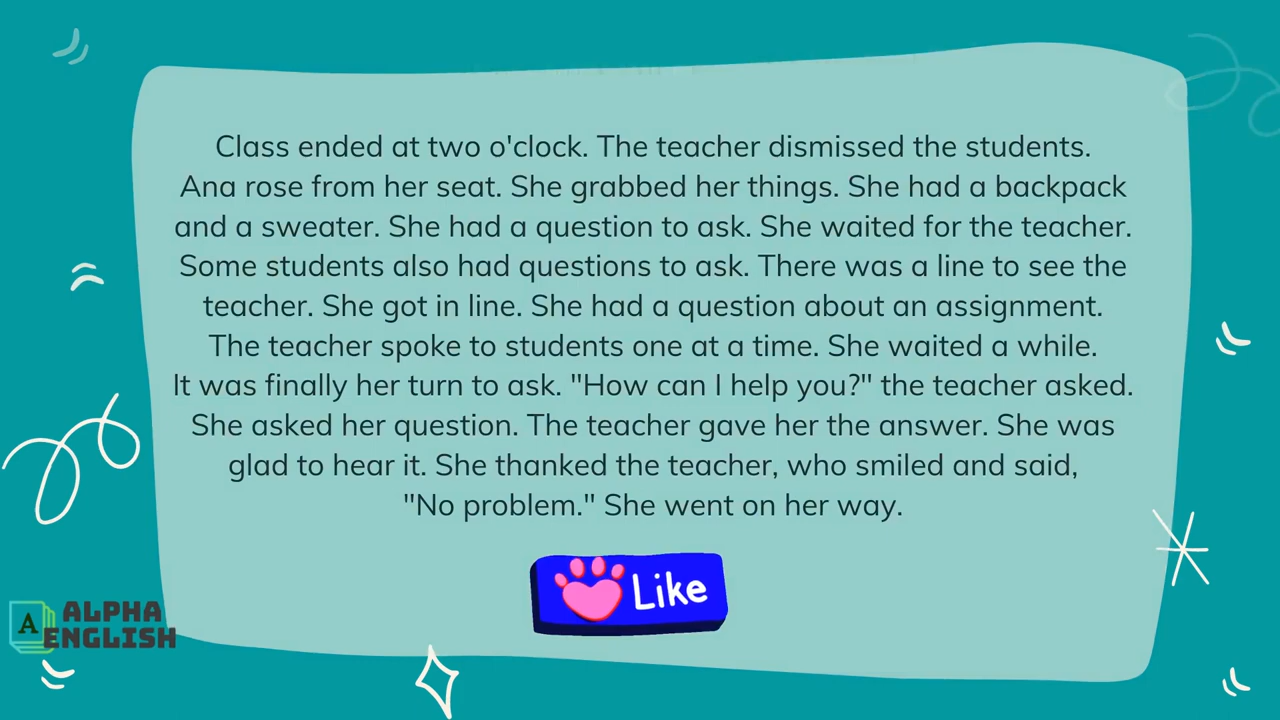 Class ended at two o'clock. The teacher dismissed the students.
Ana rose from her seat. She grabbed her things. She had a backpack
and a sweater. She had a question to ask. She waited for the teacher.
Some students also had questions to ask. There was a line to see the
teacher. She got in line. She had a question about an assignment.
The teacher spoke to students one at a time. She waited a while.
It was finally her turn to ask. "How can I help you?" the teacher asked.
She asked her question. The teacher gave her the answer. She was
glad to hear it. She thanked the teacher, who smiled and said,
"No problem." She went on her way.
Like
A
ALPHA
ENGLISH